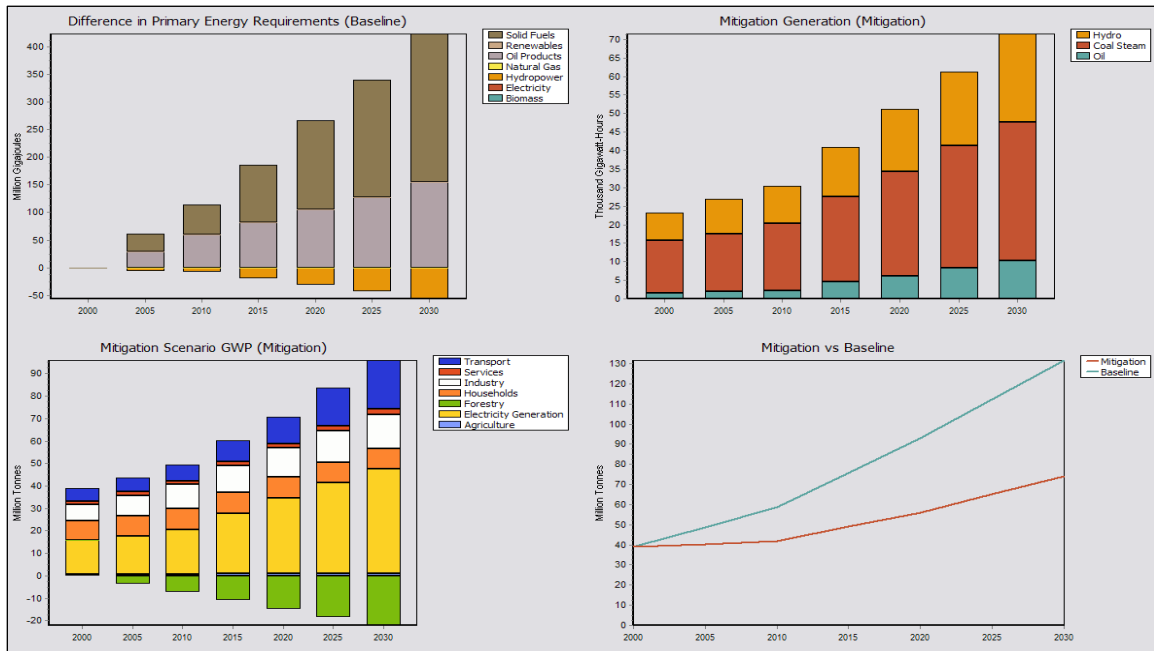 Difference in Primary Energy Requirements (Baseline)
Million Gigajoules
400
350
300
250
200
150
100
50
0
-50
2000 2005 2010 2015 2020 2025 2030
Solid Fuels
Renewables
Oil Products
Natural Gas
Hydropower
Electricity
Biomass
Mitigation Generation (Mitigation)
Thousand Gigawatt-Hours
70
65
60
55
50
45
40
35
30
25
20
15
10
5
0
2000 2005 2010 2015 2020 2025 2030
Hydro
Coal Steam
Oil
Mitigation Scenario GWP (Mitigation)
Million Tonnes
90
80
70
60
50
40
30
20
10
0
-10
-20
2000 2005 2010 2015 2020 2025 2030
Transport
Services
Industry
Households
Forestry
Electricity Generation
Agriculture
Mitigation vs Baseline
Million Tonnes
130
120
110
100
90
80
70
60
50
40
30
20
10
0
2000 2005 2010 2015 2020 2025 2030
Mitigation
Baseline